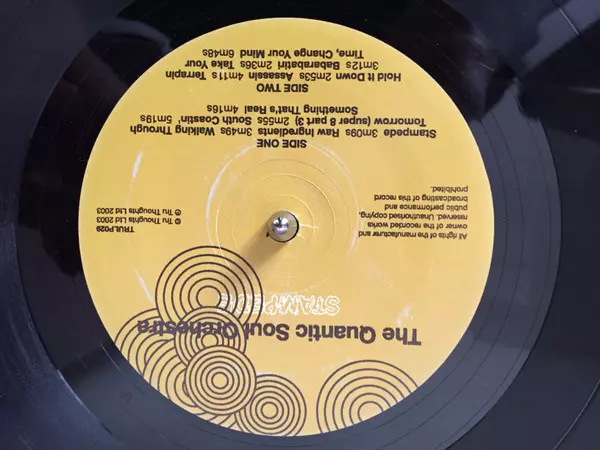 The Quantic Soul Orchestra
STAMPEDE
All rights of the manufacturer and
owner of the recorded works
reserved. Unauthorised copying,
public performance and
broadcasting of this record
prohibited.
TRULP029
℗ Tru Thoughts Ltd 2003
© Tru Thoughts Ltd 2003
SIDE ONE
Stampede 3m09s Raw Ingredients 3m49s Walking Through
Tomorrow (super 8 part 3) 2m55s South Coastin' 5m19s
Something That's Real 4m16s
SIDE TWO
Hold It Down 2m53s Assassin 4m11s Terrapin
3m12s Babarabatiri 2m36s Take Your
Time, Change Your Mind 6m48s